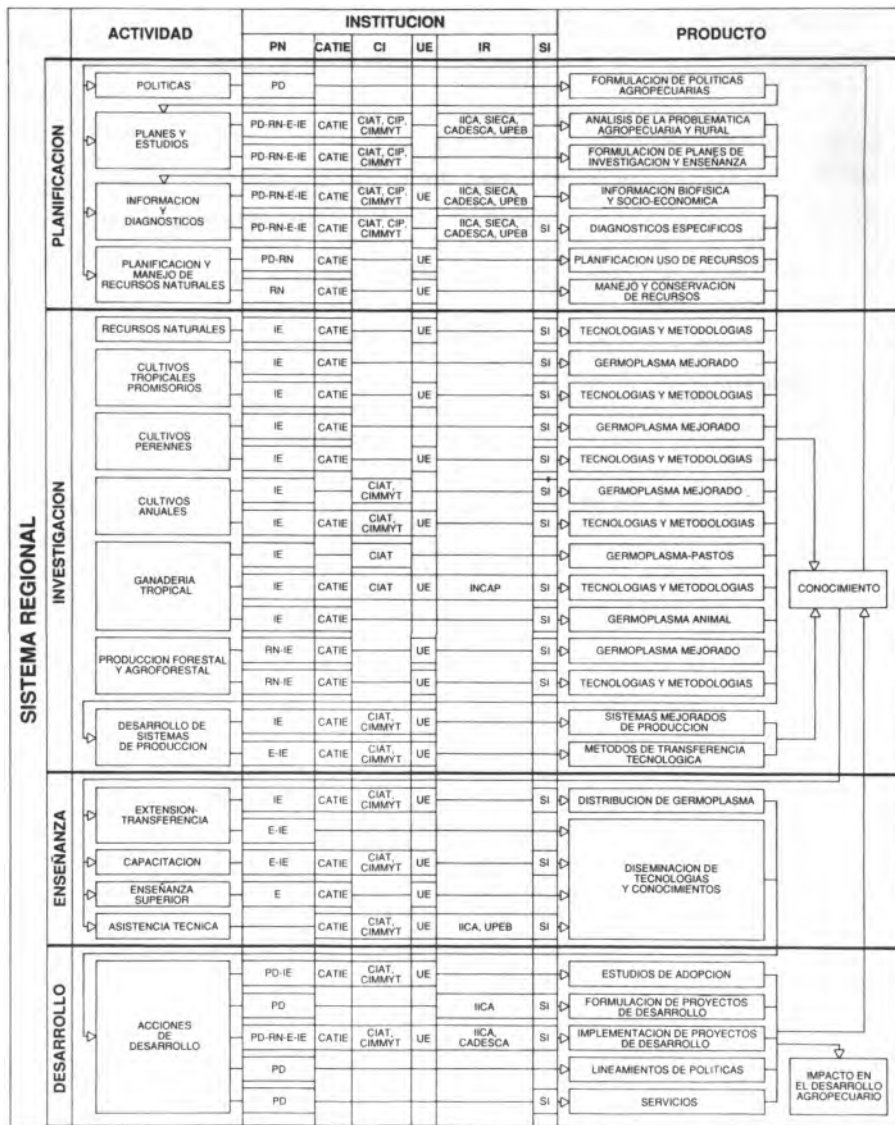 INSTITUCION
ACTIVIDAD
PRODUCTO
PN CATIE CI UE IR SI
SISTEMA REGIONAL
PLANIFICACION
POLITICAS PD FORMULACION DE POLITICAS
AGROPECUARIAS
PLANES Y
ESTUDIOS
PD-RN-E-IE CATIE CIAT, CIP, CIMMYT IICA, SIECA, CADESCA, UPEB ANALISIS DE LA PROBLEMATICA
AGROPECUARIA Y RURAL
PD-RN-E-IE CATIE CIAT, CIP, CIMMYT FORMULACION DE PLANES DE
INVESTIGACION Y ENSEÑANZA
INFORMACION
Y
DIAGNOSTICOS
PD-RN-E-IE CATIE CIAT, CIP, CIMMYT UE IICA, SIECA, CADESCA, UPEB INFORMACION BIOFISICA
Y SOCIO-ECONOMICA
PD-RN-E-IE CATIE CIAT, CIP, CIMMYT IICA, SIECA, CADESCA, UPEB SI DIAGNOSTICOS ESPECIFICOS
PLANIFICACION Y
MANEJO DE
RECURSOS NATURALES
PD-RN CATIE UE PLANIFICACION USO DE RECURSOS
RN CATIE UE MANEJO Y CONSERVACION
DE RECURSOS
INVESTIGACION
RECURSOS NATURALES IE CATIE UE SI TECNOLOGIAS Y METODOLOGIAS
CULTIVOS
TROPICALES
PROMISORIOS
IE CATIE SI GERMOPLASMA MEJORADO
IE CATIE UE SI TECNOLOGIAS Y METODOLOGIAS
CULTIVOS
PERENNES
IE CATIE SI GERMOPLASMA MEJORADO
IE CATIE UE SI TECNOLOGIAS Y METODOLOGIAS
CULTIVOS
ANUALES
IE CIAT, CIMMYT SI GERMOPLASMA MEJORADO
IE CATIE CIAT, CIMMYT UE SI TECNOLOGIAS Y METODOLOGIAS
GANADERIA
TROPICAL
IE CIAT GERMOPLASMA-PASTOS
IE CATIE CIAT UE INCAP SI TECNOLOGIAS Y METODOLOGIAS
IE CATIE SI GERMOPLASMA ANIMAL
CONOCIMIENTO
PRODUCCION FORESTAL
Y AGROFORESTAL
RN-IE CATIE UE SI GERMOPLASMA MEJORADO
RN-IE CATIE UE SI TECNOLOGIAS Y METODOLOGIAS
DESARROLLO DE
SISTEMAS
DE PRODUCCION
IE CATIE CIAT, CIMMYT UE SISTEMAS MEJORADOS
DE PRODUCCION
E-IE CATIE CIAT, CIMMYT UE METODOS DE TRANSFERENCIA
TECNOLOGICA
ENSEÑANZA
EXTENSION-
TRANSFERENCIA
IE CATIE CIAT, CIMMYT UE SI DISTRIBUCION DE GERMOPLASMA
E-IE
CAPACITACION E-IE CATIE CIAT, CIMMYT UE SI
DISEMINACION DE
TECNOLOGIAS
Y CONOCIMIENTOS
ENSEÑANZA
SUPERIOR
E CATIE UE
ASISTENCIA TECNICA CATIE CIAT, CIMMYT UE IICA, UPEB SI
DESARROLLO
ACCIONES
DE
DESARROLLO
PD-IE CATIE CIAT, CIMMYT UE ESTUDIOS DE ADOPCION
PD IICA SI FORMULACION DE PROYECTOS
DE DESARROLLO
PD-RN-E-IE CATIE CIAT, CIMMYT UE IICA, CADESCA SI IMPLEMENTACION DE PROYECTOS
DE DESARROLLO
PD LINEAMIENTOS DE POLITICAS
PD SI SERVICIOS
IMPACTO EN
EL DESARROLLO
AGROPECUARIO